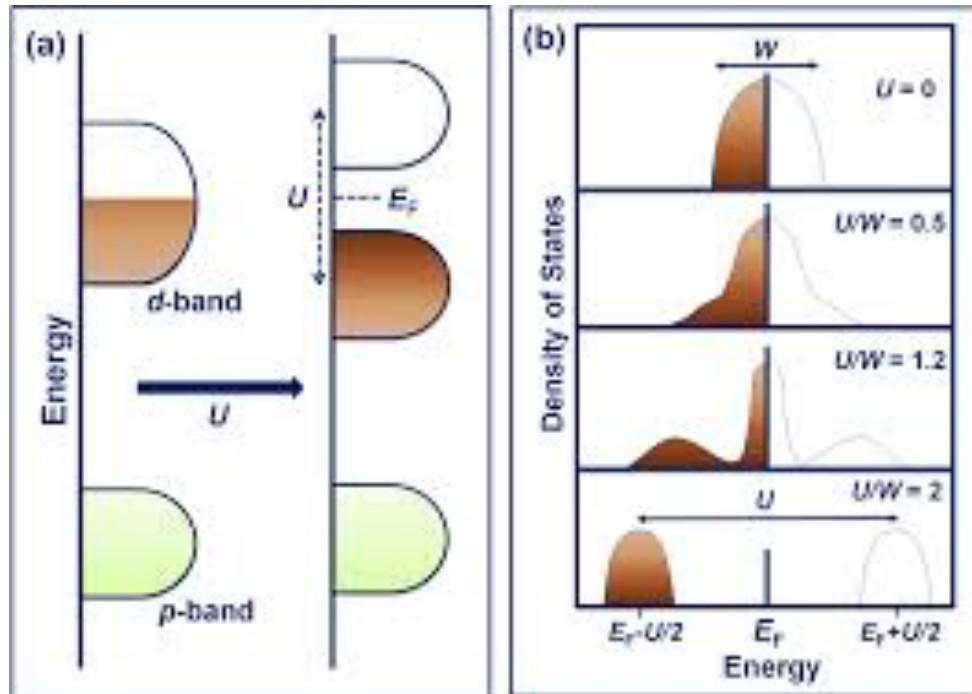 (a)
U
E_F
d-band
Energy
U
p-band
(b)
W
U = 0
U/W = 0.5
U/W = 1.2
U/W = 2
U
Density of States
E_F-U/2
E_F
E_F+U/2
Energy